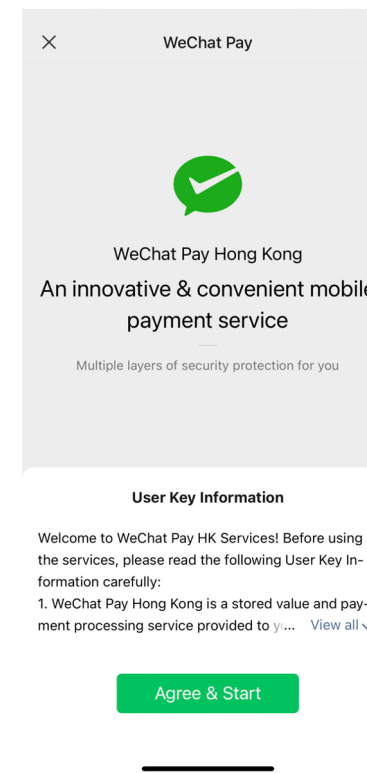 WeChat Pay
WeChat Pay Hong Kong
An innovative & convenient mobile
payment service
Multiple layers of security protection for you
User Key Information
Welcome to WeChat Pay HK Services! Before using
the services, please read the following User Key In-
formation carefully:
1. WeChat Pay Hong Kong is a stored value and pay-
ment processing service provided to y... View all
Agree & Start